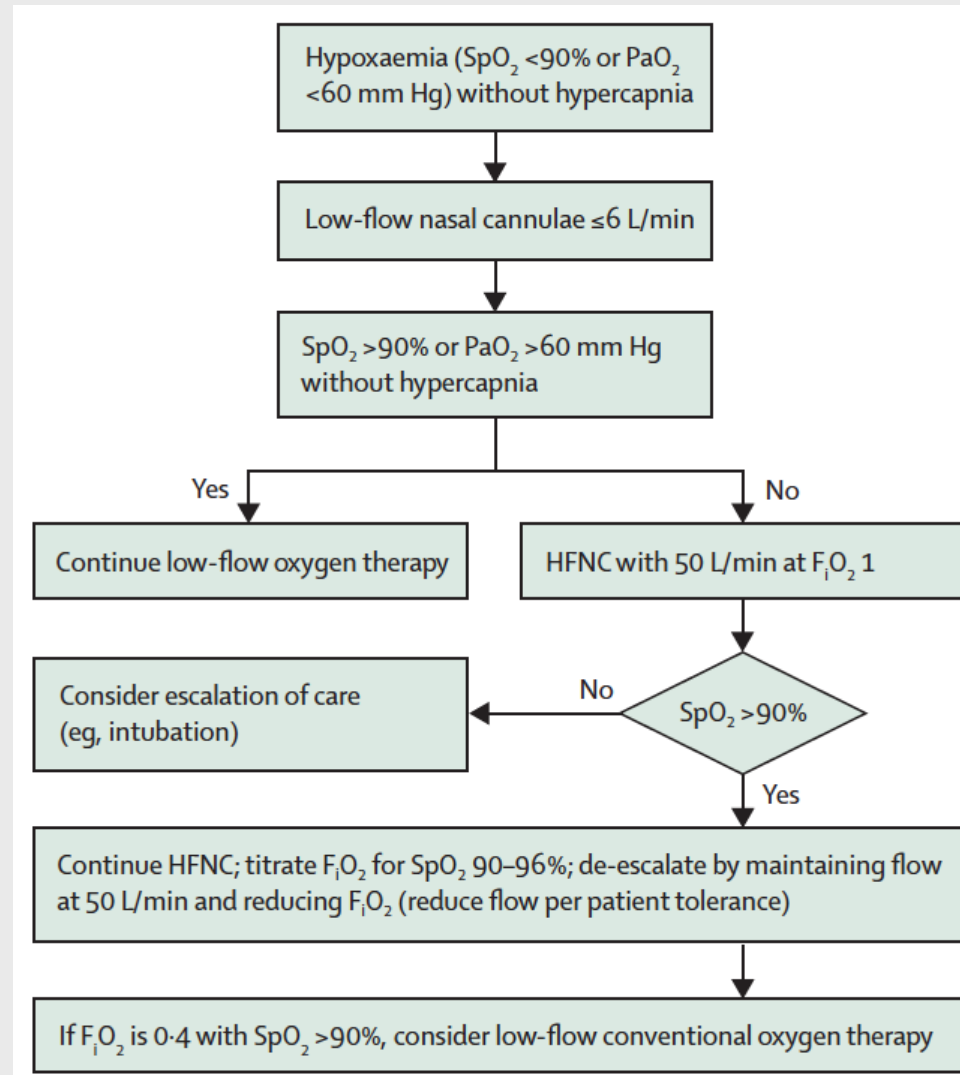 Hypoxaemia (SpO₂ <90% or PaO₂
<60 mm Hg) without hypercapnia
Low-flow nasal cannulae ≤6 L/min
SpO₂ >90% or PaO₂ >60 mm Hg
without hypercapnia
Yes
No
Continue low-flow oxygen therapy
HFNC with 50 L/min at FᵢO₂ 1
Consider escalation of care
(eg, intubation)
No
SpO₂ >90%
Yes
Continue HFNC; titrate FᵢO₂ for SpO₂ 90–96%; de-escalate by maintaining flow
at 50 L/min and reducing FᵢO₂ (reduce flow per patient tolerance)
If FᵢO₂ is 0·4 with SpO₂ >90%, consider low-flow conventional oxygen therapy